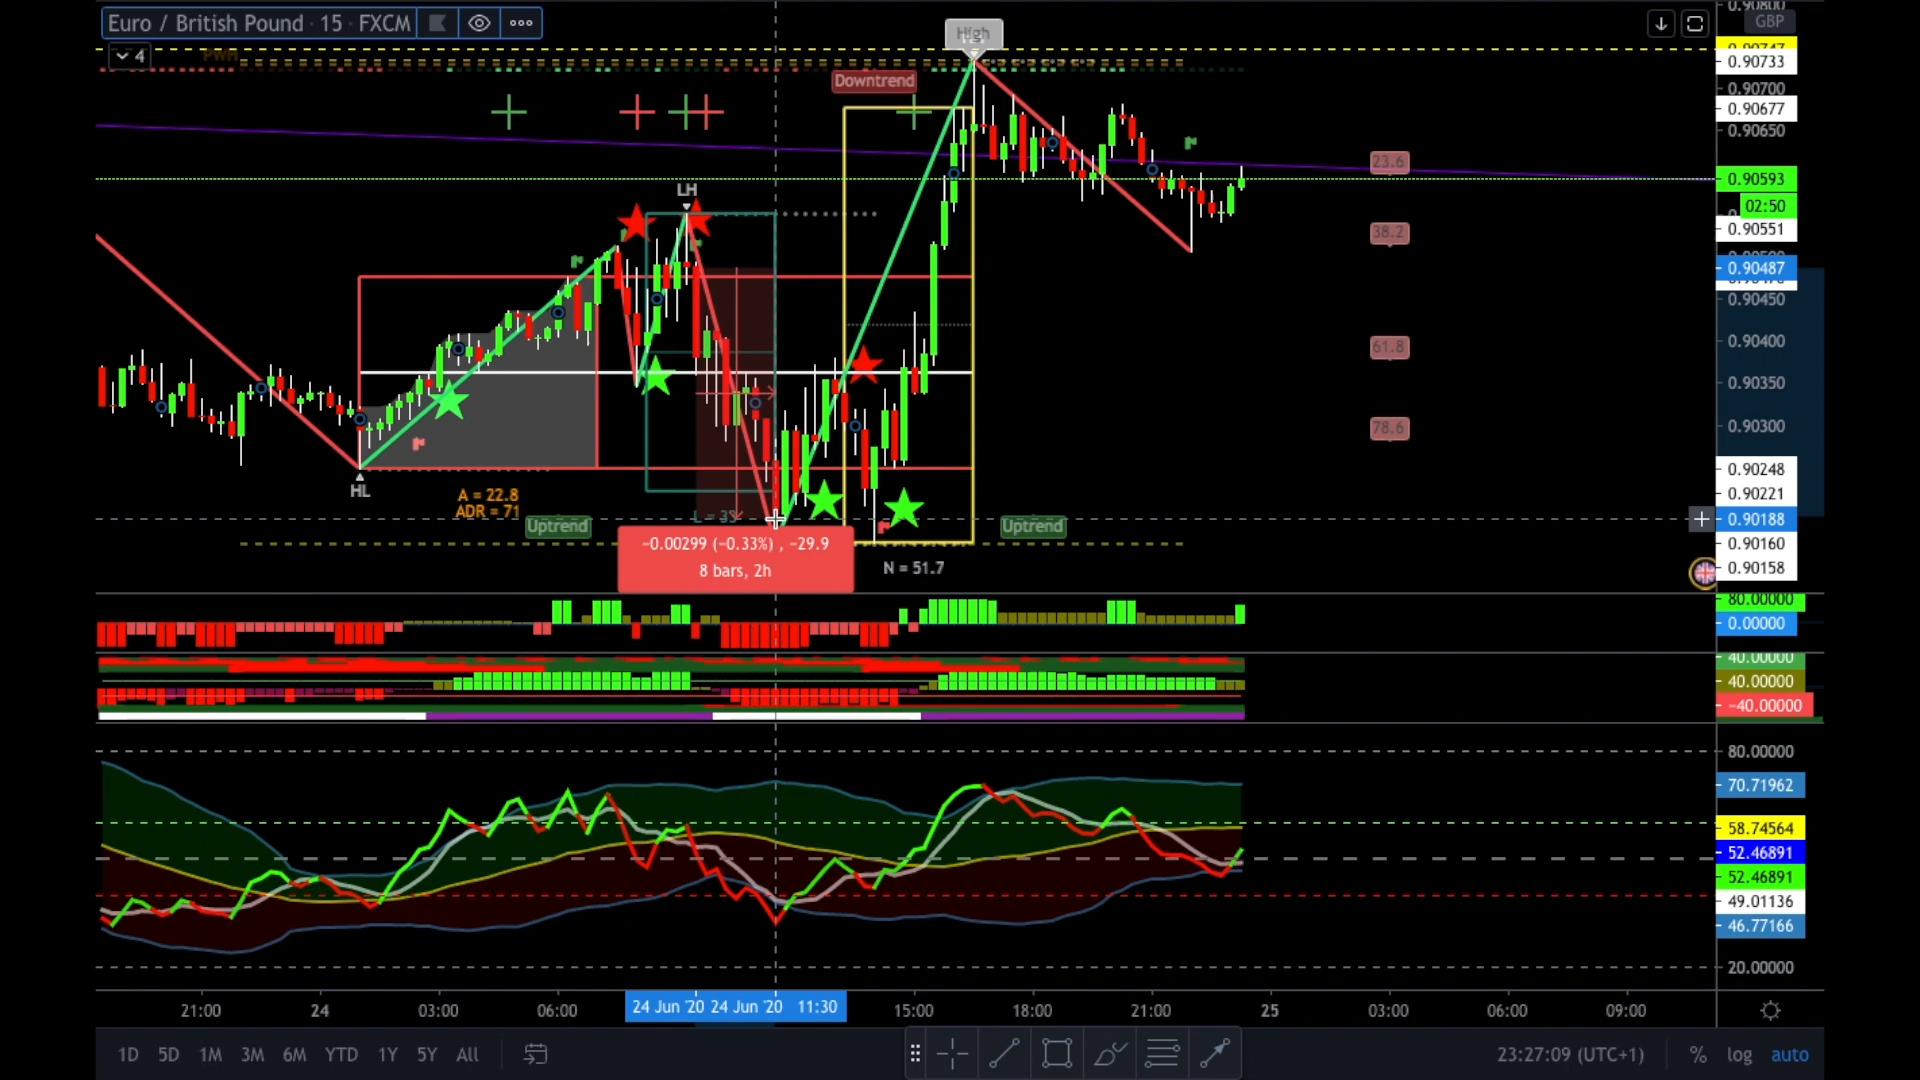 Euro / British Pound · 15 · FXCM
4
High
Downtrend
LH
HL
A = 22.8
ADR = 71
Uptrend
L = 33
Uptrend
−0.00299 (−0.33%) , −29.9
8 bars, 2h
N = 51.7
23.6
38.2
61.8
78.6
GBP
0.90733
0.90700
0.90677
0.90650
0.90593
02:50
0.90551
0.90487
0.90450
0.90400
0.90350
0.90300
0.90248
0.90221
0.90188
0.90160
0.90158
80.00000
0.00000
40.00000
40.00000
−40.00000
80.00000
70.71962
58.74564
52.46891
52.46891
49.01136
46.77166
20.00000
21:00 24 03:00 06:00 24 Jun '20 24 Jun '20 11:30 15:00 18:00 21:00 25 03:00 06:00 09:00
1D 5D 1M 3M 6M YTD 1Y 5Y All 23:27:09 (UTC+1) % log auto